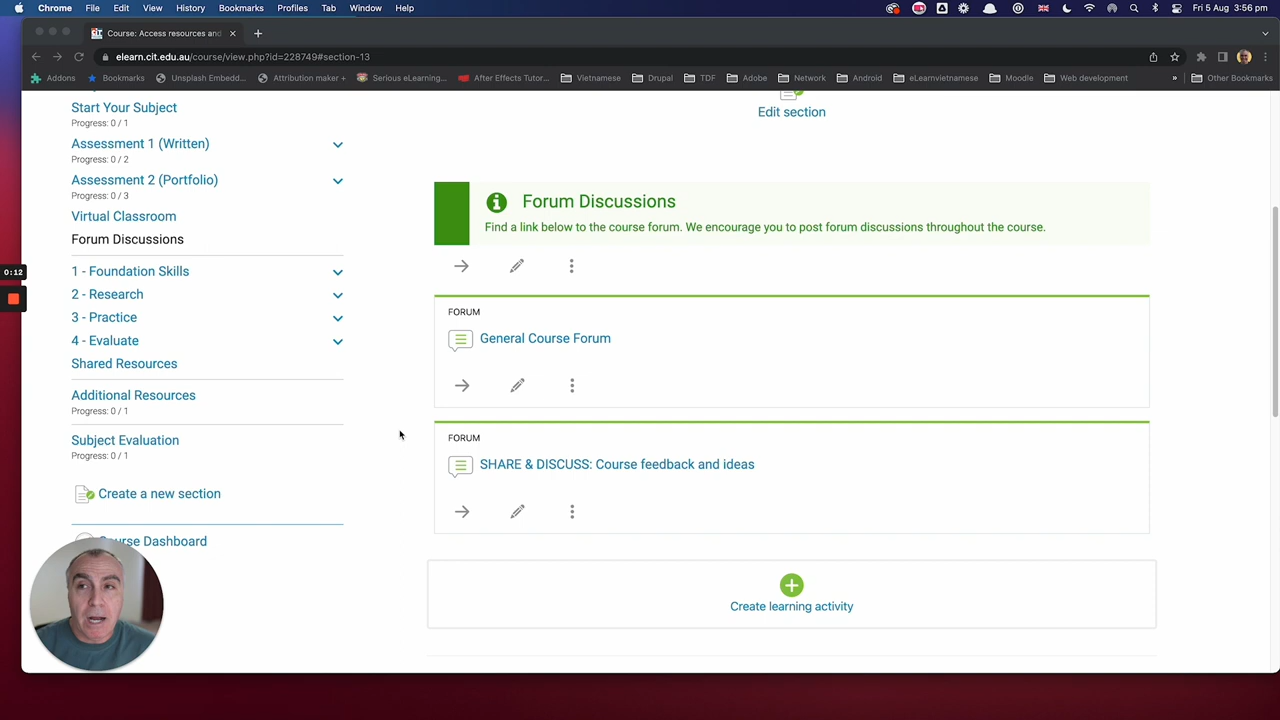 Chrome File Edit View History Bookmarks Profiles Tab Window Help Fri 5 Aug 3:56 pm
Course: Access resources and
elearn.cit.edu.au/course/view.php?id=228749#section-13
Addons Bookmarks Unsplash Embedd... Attribution maker + Serious eLearning... After Effects Tutor... Vietnamese Drupal TDF Adobe Network Android eLearnvietnamese Moodle Web development » Other Bookmarks
Start Your Subject
Progress: 0 / 1
Assessment 1 (Written)
Progress: 0 / 2
Assessment 2 (Portfolio)
Progress: 0 / 3
Virtual Classroom
Forum Discussions
1 - Foundation Skills
2 - Research
3 - Practice
4 - Evaluate
Shared Resources
Additional Resources
Progress: 0 / 1
Subject Evaluation
Progress: 0 / 1
Create a new section
Course Dashboard
0:12
Edit section
Forum Discussions
Find a link below to the course forum. We encourage you to post forum discussions throughout the course.
FORUM
General Course Forum
FORUM
SHARE & DISCUSS: Course feedback and ideas
Create learning activity